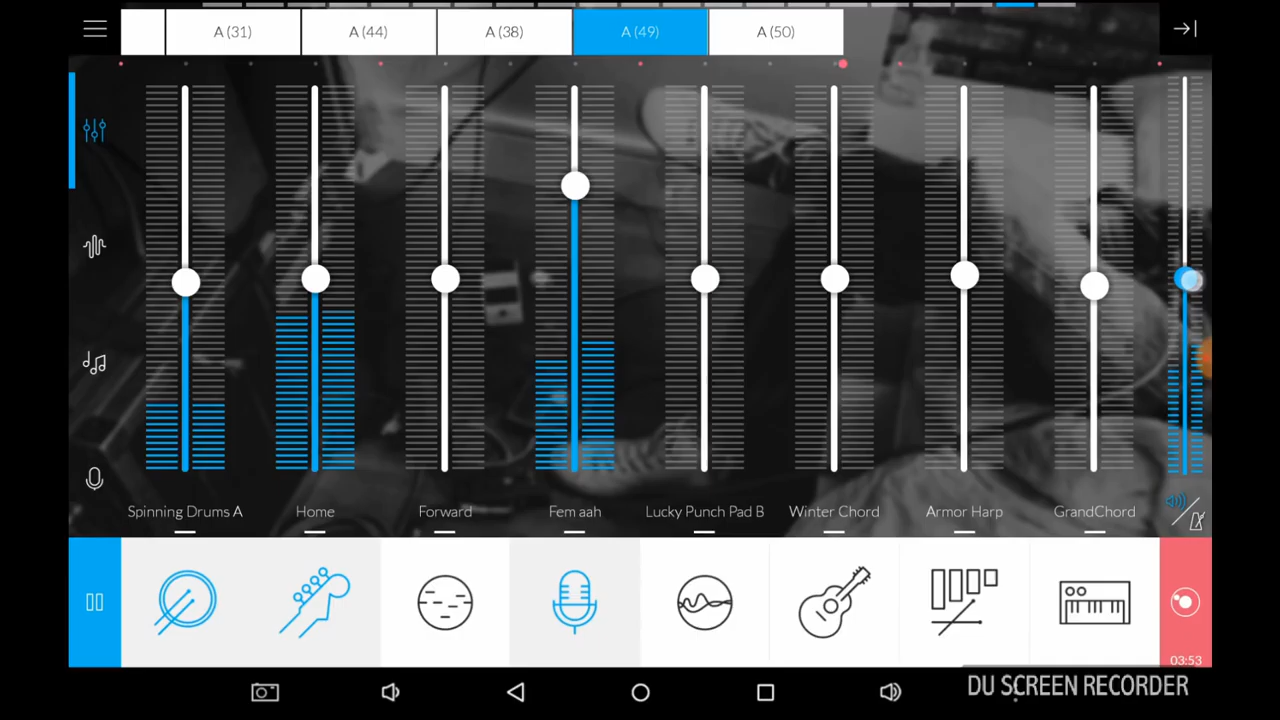 A (31) A (44) A (38) A (49) A (50)
Spinning Drums A Home Forward Fem aah Lucky Punch Pad B Winter Chord Armor Harp GrandChord
03:53
DU SCREEN RECORDER